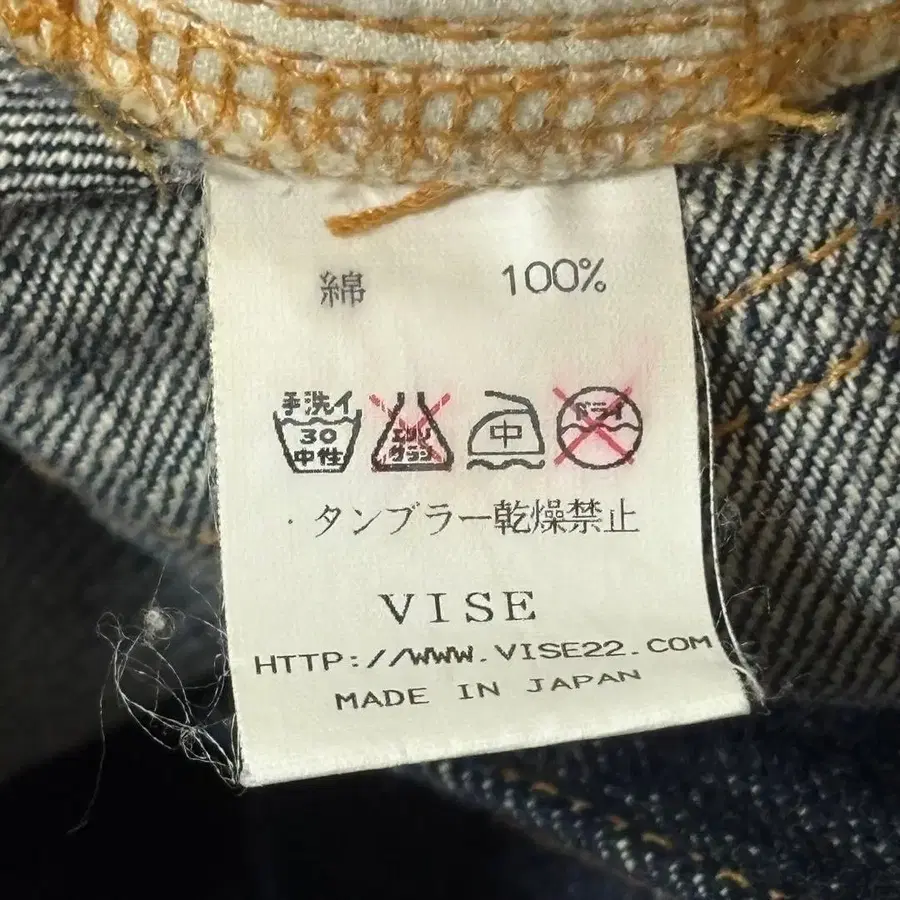 綿 100%
手洗イ エンソ サラシ 中 ドライ
30
中性
・タンブラー乾燥禁止
VISE
HTTP://WWW.VISE22.COM
MADE IN JAPAN